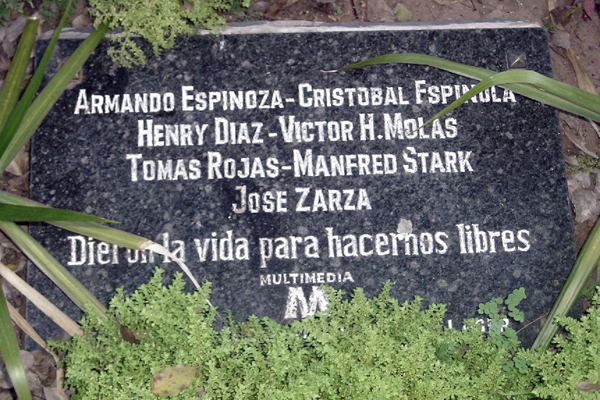 ARMANDO ESPINOZA-CRISTOBAL ESPINOLA
HENRY DIAZ-VICTOR H. MOLAS
TOMAS ROJAS-MANFRED STARK
JOSE ZARZA
Dieron la vida para hacernos libres
MULTIMEDIA
M